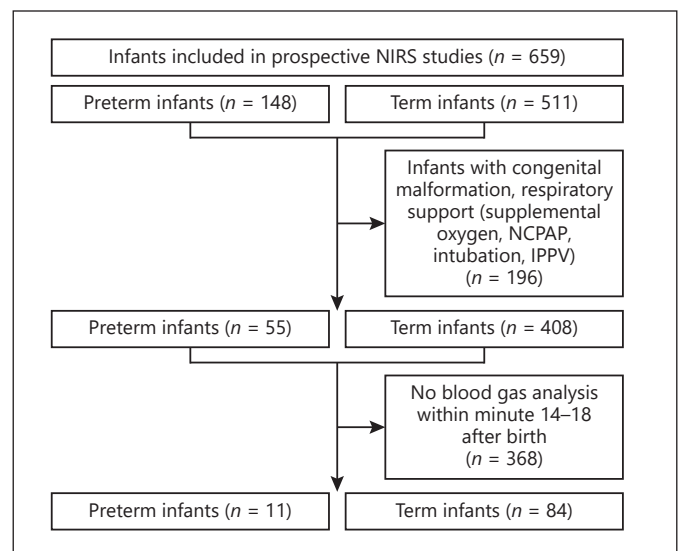 Infants included in prospective NIRS studies (n = 659)
Preterm infants (n = 148)
Term infants (n = 511)
Infants with congenital
malformation, respiratory
support (supplemental
oxygen, NCPAP,
intubation, IPPV)
(n = 196)
Preterm infants (n = 55)
Term infants (n = 408)
No blood gas analysis
within minute 14–18
after birth
(n = 368)
Preterm infants (n = 11)
Term infants (n = 84)